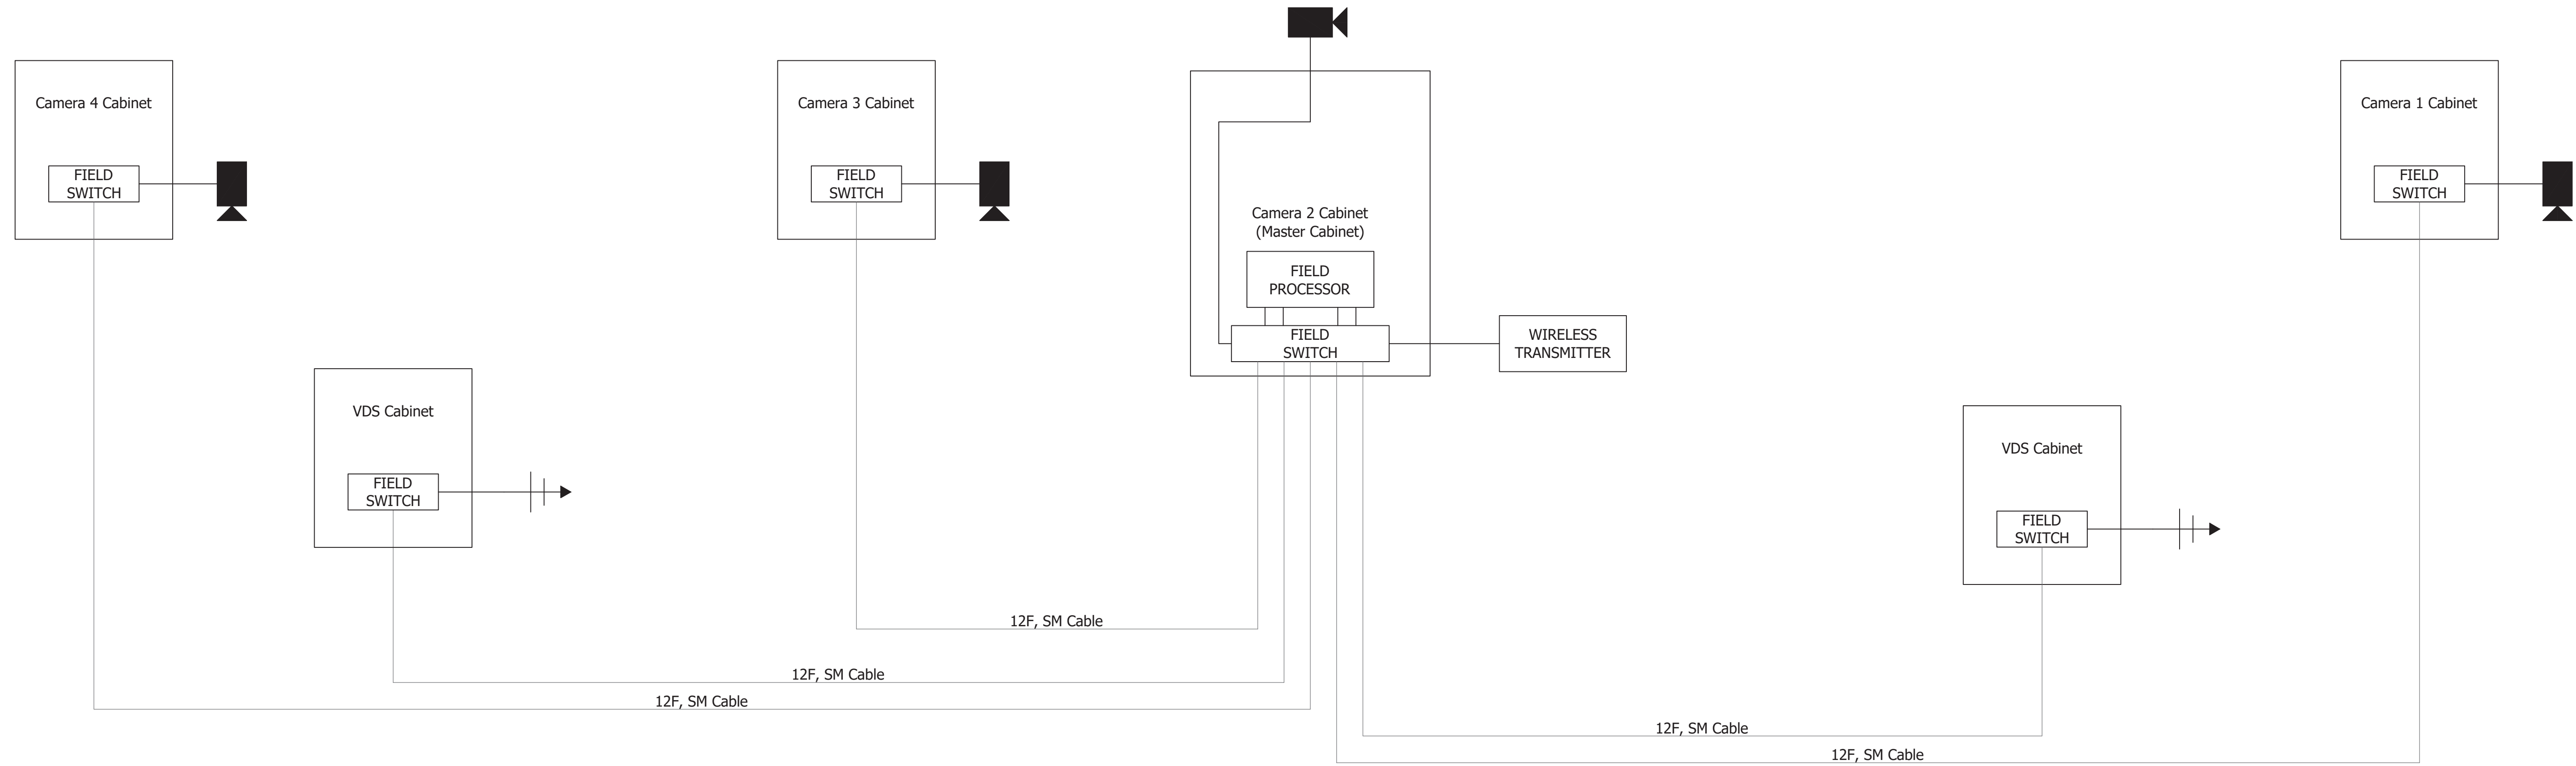 Camera 4 Cabinet
FIELD
SWITCH
Camera 3 Cabinet
FIELD
SWITCH
Camera 2 Cabinet
(Master Cabinet)
FIELD
PROCESSOR
FIELD
SWITCH
WIRELESS
TRANSMITTER
Camera 1 Cabinet
FIELD
SWITCH
VDS Cabinet
FIELD
SWITCH
VDS Cabinet
FIELD
SWITCH
12F, SM Cable
12F, SM Cable
12F, SM Cable
12F, SM Cable
12F, SM Cable